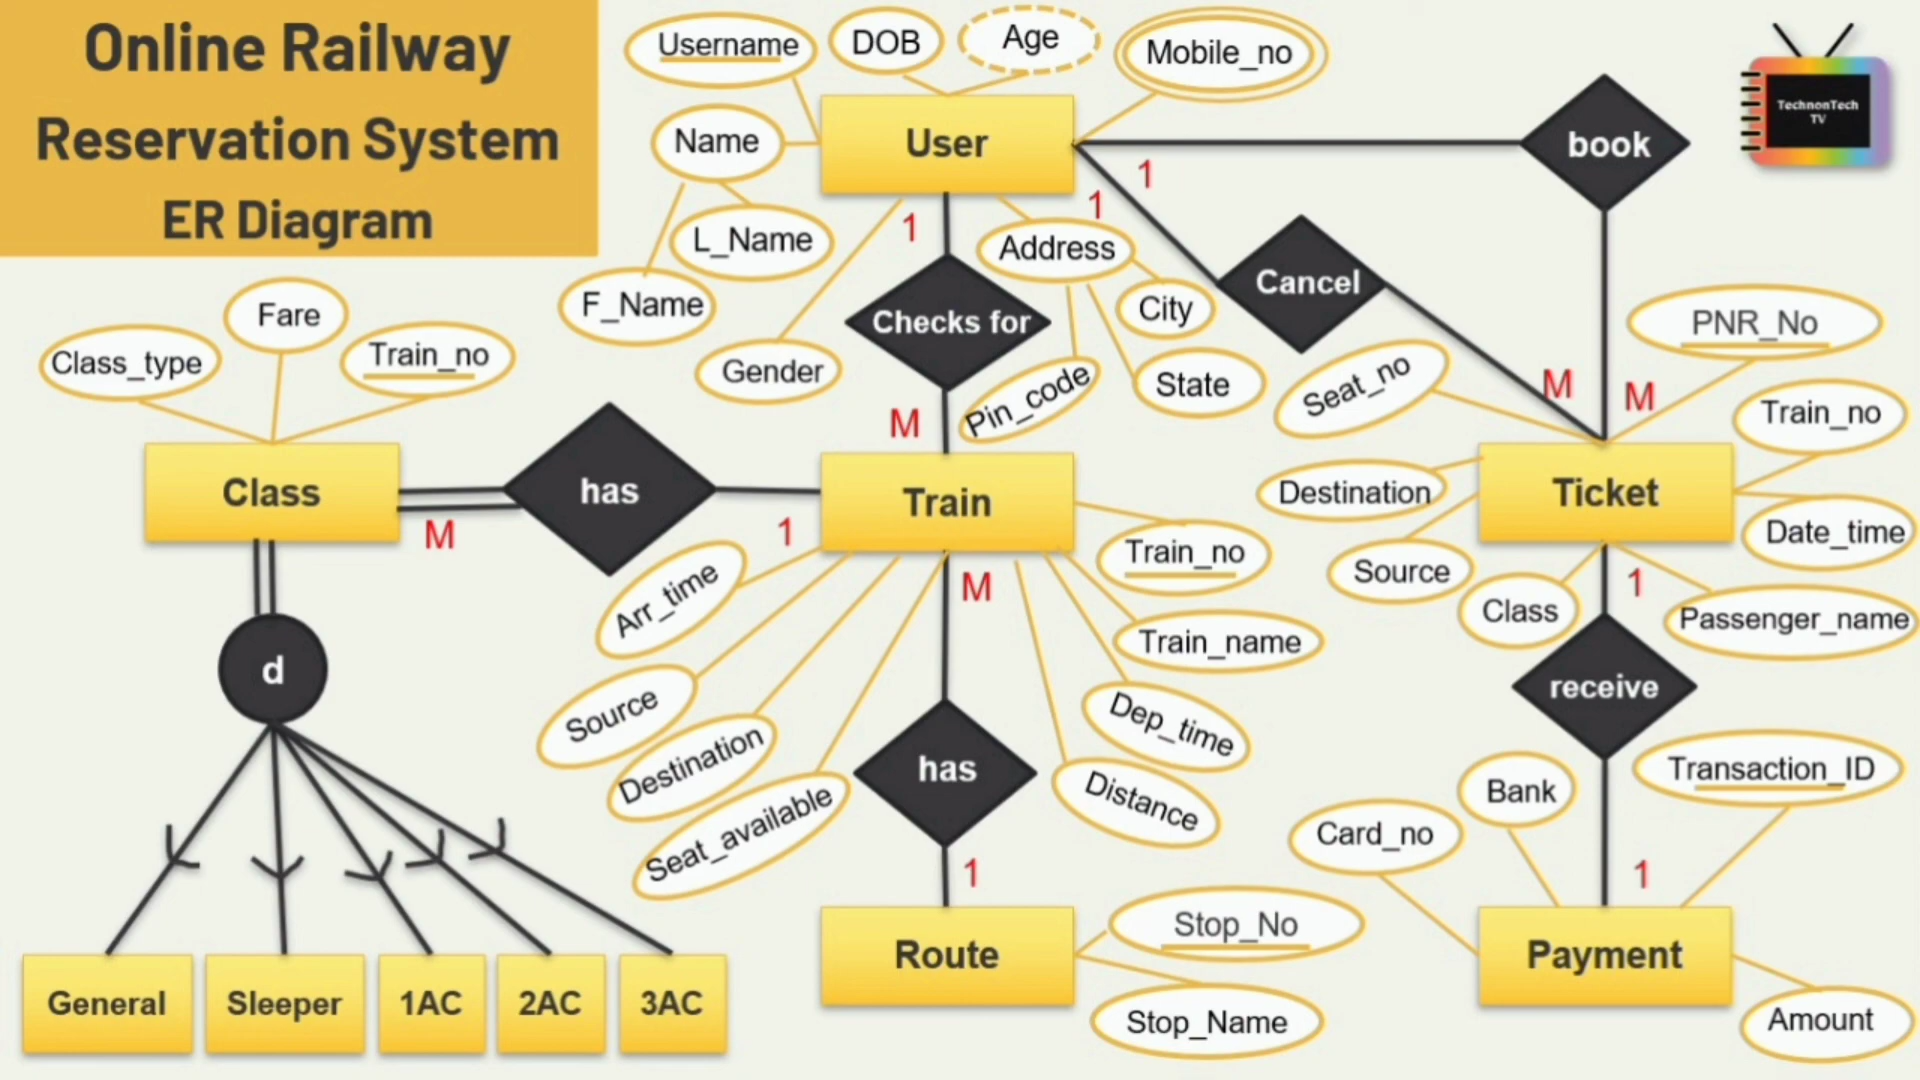 Online Railway
Reservation System
ER Diagram
Username
DOB
Age
Mobile_no
TechnonTech
TV
Name
User
book
1
L_Name
1
1
Address
F_Name
City
Cancel
Checks for
PNR_No
Gender
Pin_code
State
Seat_no
M
M
M
Train_no
Class_type
Fare
Train_no
Class
has
Train
Destination
Ticket
M
1
Date_time
Arr_time
M
Train_no
Source
Class
1
Passenger_name
Train_name
d
Source
Dep_time
receive
Destination
has
Distance
Seat_available
Bank
Transaction_ID
Card_no
1
1
Route
Stop_No
Payment
General
Sleeper
1AC
2AC
3AC
Stop_Name
Amount